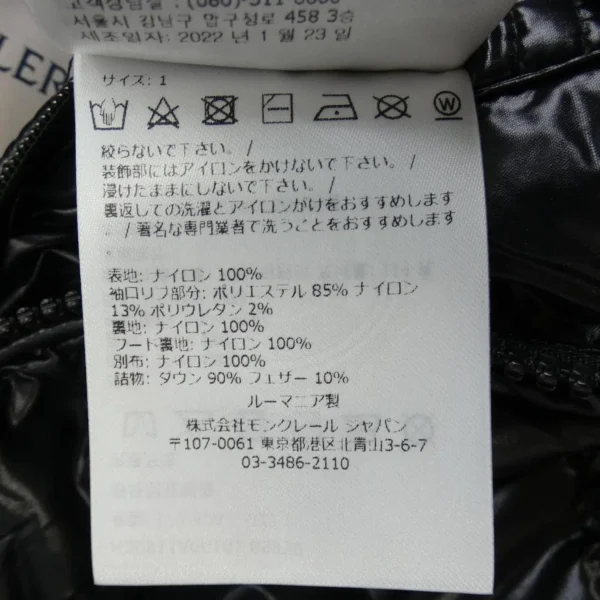 서울시 강남구 압구정로 458 3층
제조일자: 2022 년 1 월 23 일
LER
サイズ: 1
W
絞らないで下さい。 /
装飾部にはアイロンをかけないで下さい。 /
浸けたままにしないで下さい。 /
裏返しての洗濯とアイロンがけをおすすめします
. / 著名な専門業者で洗うことをおすすめします
。
表地: ナイロン 100%
袖口リブ部分: ポリエステル 85% ナイロン
13% ポリウレタン 2%
裏地: ナイロン 100%
フード裏地: ナイロン 100%
別布: ナイロン 100%
詰物: ダウン 90% フェザー 10%
ルーマニア製
株式会社モンクレール ジャパン
〒107-0061 東京都港区北青山3-6-7
03-3486-2110